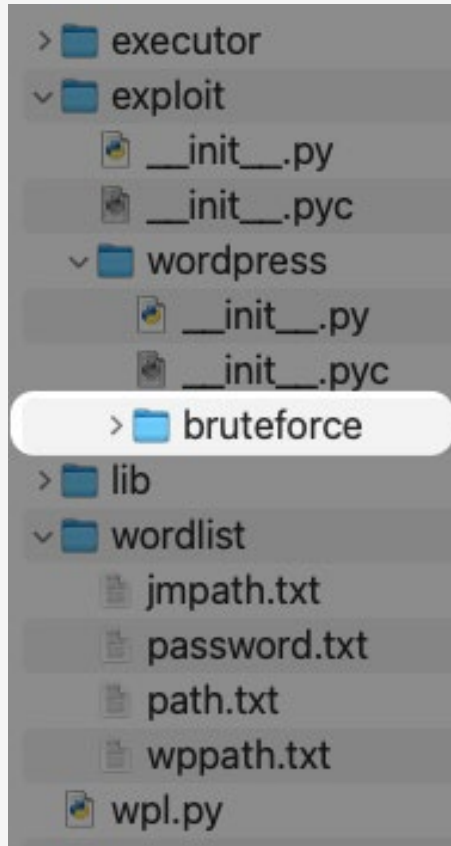 executor
exploit
__init__.py
__init__.pyc
wordpress
__init__.py
__init__.pyc
bruteforce
lib
wordlist
jmpath.txt
password.txt
path.txt
wppath.txt
wpl.py